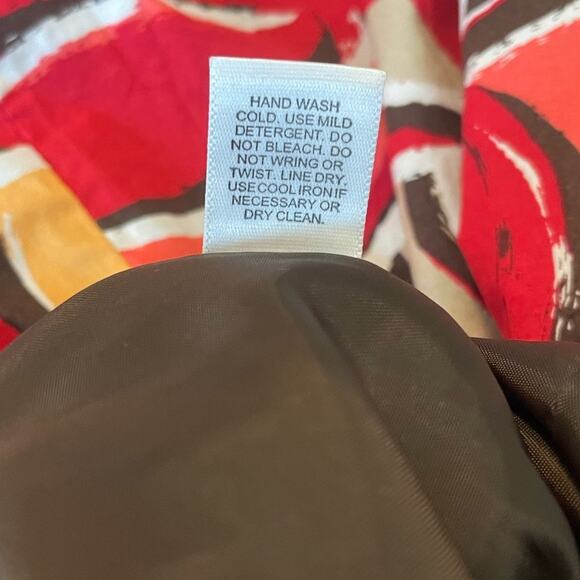 HAND WASH
COLD. USE MILD
DETERGENT. DO
NOT BLEACH. DO
NOT WRING OR
TWIST. LINE DRY.
USE COOL IRON IF
NECESSARY OR
DRY CLEAN.